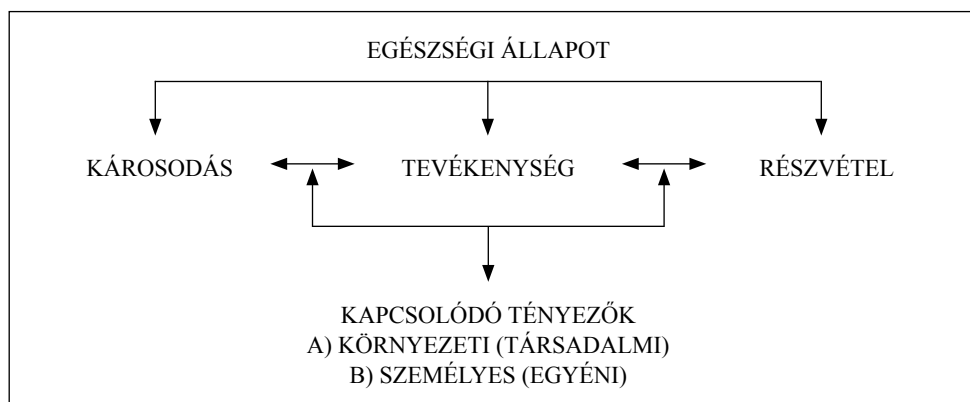 EGÉSZSÉGI ÁLLAPOT
KÁROSODÁS TEVÉKENYSÉG RÉSZVÉTEL
KAPCSOLÓDÓ TÉNYEZŐK
A) KÖRNYEZETI (TÁRSADALMI)
B) SZEMÉLYES (EGYÉNI)